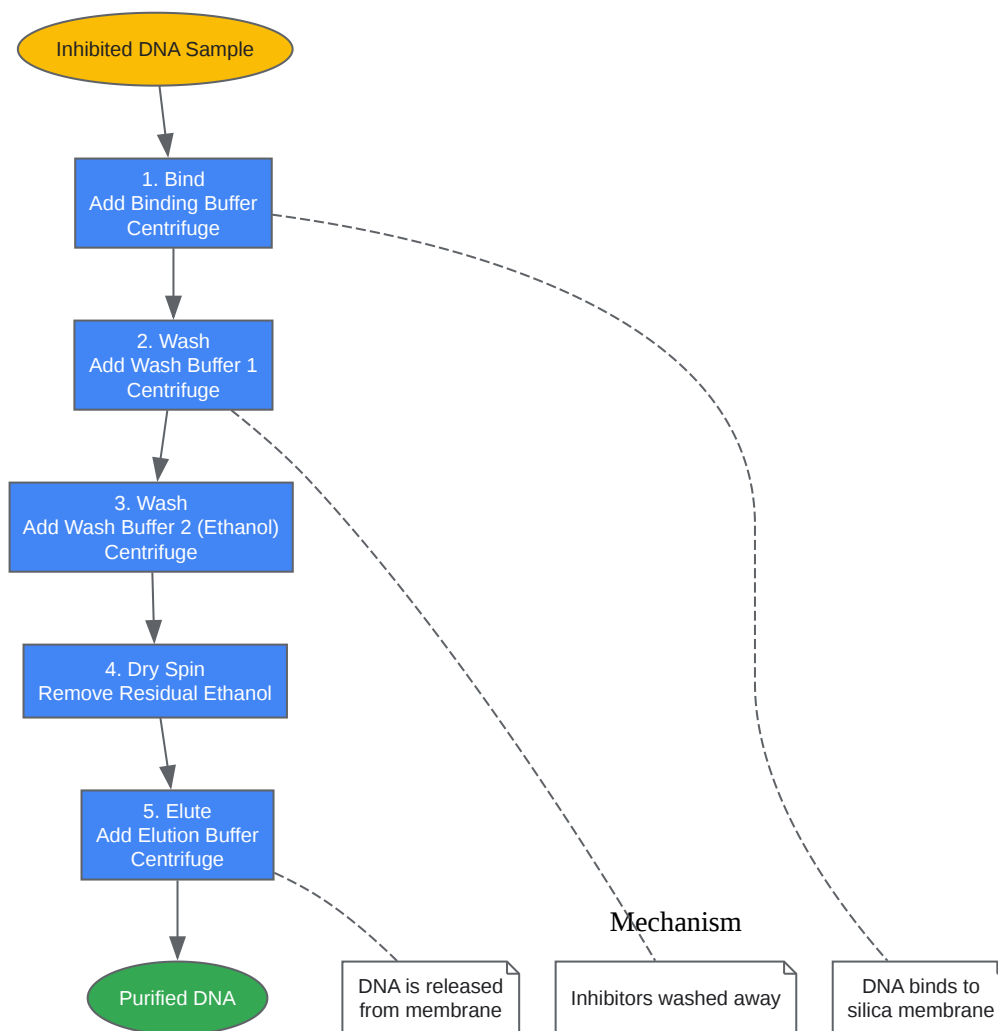 Inhibited DNA Sample
1. Bind
Add Binding Buffer
Centrifuge
2. Wash
Add Wash Buffer 1
Centrifuge
3. Wash
Add Wash Buffer 2 (Ethanol)
Centrifuge
4. Dry Spin
Remove Residual Ethanol
5. Elute
Add Elution Buffer
Centrifuge
Purified DNA
Mechanism
DNA is released
from membrane
Inhibitors washed away
DNA binds to
silica membrane